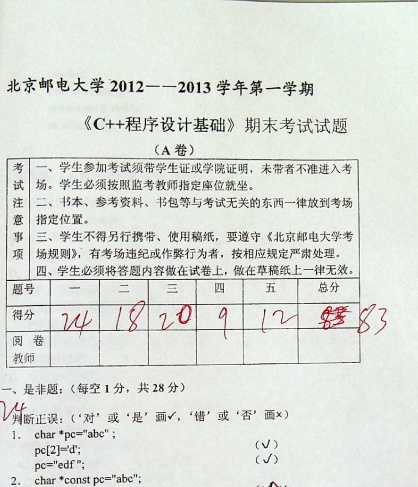 北京邮电大学 2012——2013 学年第一学期
《C++程序设计基础》期末考试试题
（A 卷）
考试注意事项
一、学生参加考试须带学生证或学院证明，未带者不准进入考
场。学生必须按照监考教师指定座位就坐。
二、书本、参考资料、书包等与考试无关的东西一律放到考场
指定位置。
三、学生不得另行携带、使用稿纸，要遵守《北京邮电大学考
场规则》，有考场违纪或作弊行为者，按相应规定严肃处理。
四、学生必须将答题内容做在试卷上，做在草稿纸上一律无效。
题号 一 二 三 四 五 总分
得分 24 18 20 9 12 83
阅卷
教师
一、是非题：（每空 1 分，共 28 分）
24
判断正误：（‘对’或‘是’画✓，‘错’或‘否’画×）
1. char *pc="abc" ;
pc[2]='d'; （✓）
pc="edf "; （✓）
2. char *const pc="abc";